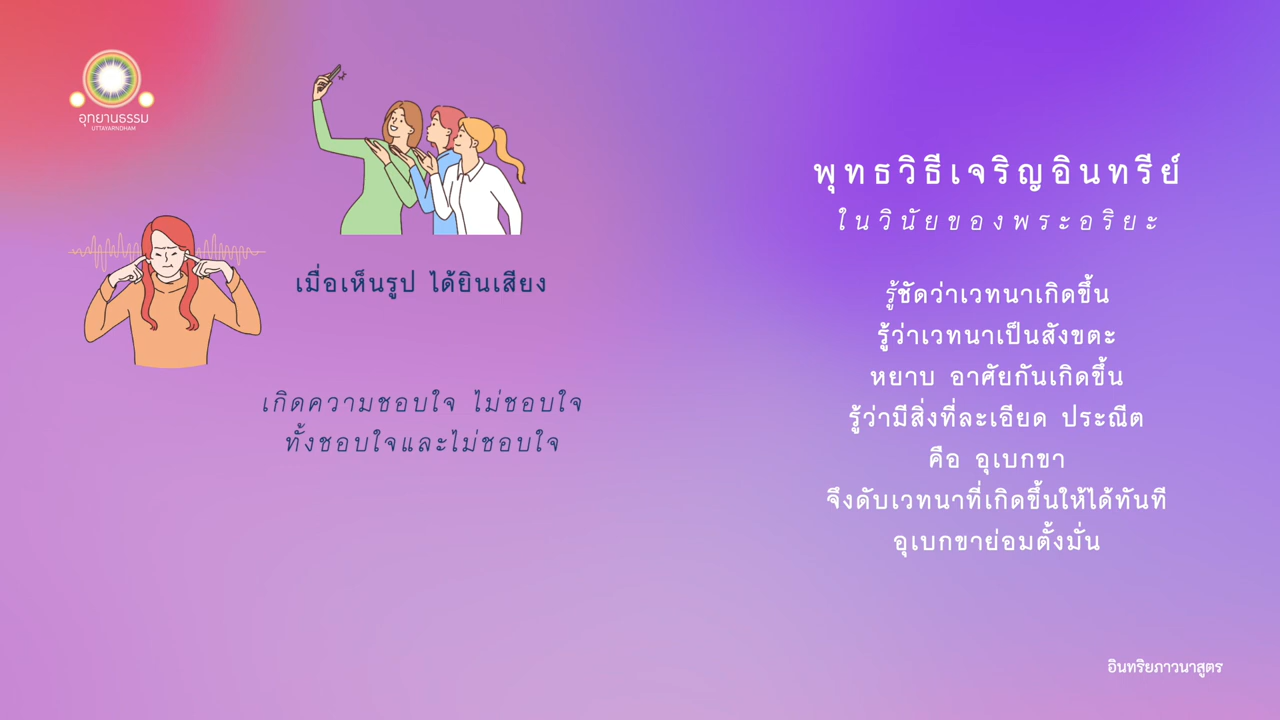 อุทยานธรรม
UTTAYARNDHAM
เมื่อเห็นรูป ได้ยินเสียง
เกิดความชอบใจ ไม่ชอบใจ
ทั้งชอบใจและไม่ชอบใจ
พุทธวิธีเจริญอินทรีย์
ในวินัยของพระอริยะ
รู้ชัดว่าเวทนาเกิดขึ้น
รู้ว่าเวทนาเป็นสังขตะ
หยาบ อาศัยกันเกิดขึ้น
รู้ว่ามีสิ่งที่ละเอียด ประณีต
คือ อุเบกขา
จึงดับเวทนาที่เกิดขึ้นให้ได้ทันที
อุเบกขาย่อมตั้งมั่น
อินทริยภาวนาสูตร